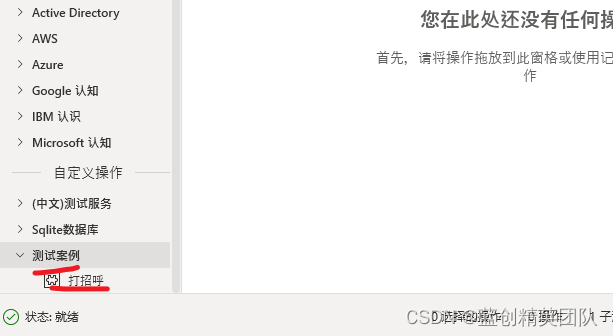 Active Directory
AWS
Azure
Google 认知
IBM 认识
Microsoft 认知
自定义操作
(中文)测试服务
Sqlite数据库
测试案例
打招呼
您在此处还没有任何操
首先，请将操作拖放到此窗格或使用记
作
状态: 就绪
0 选择的操作
操作
1 子
CSDN @蓝创精英团队